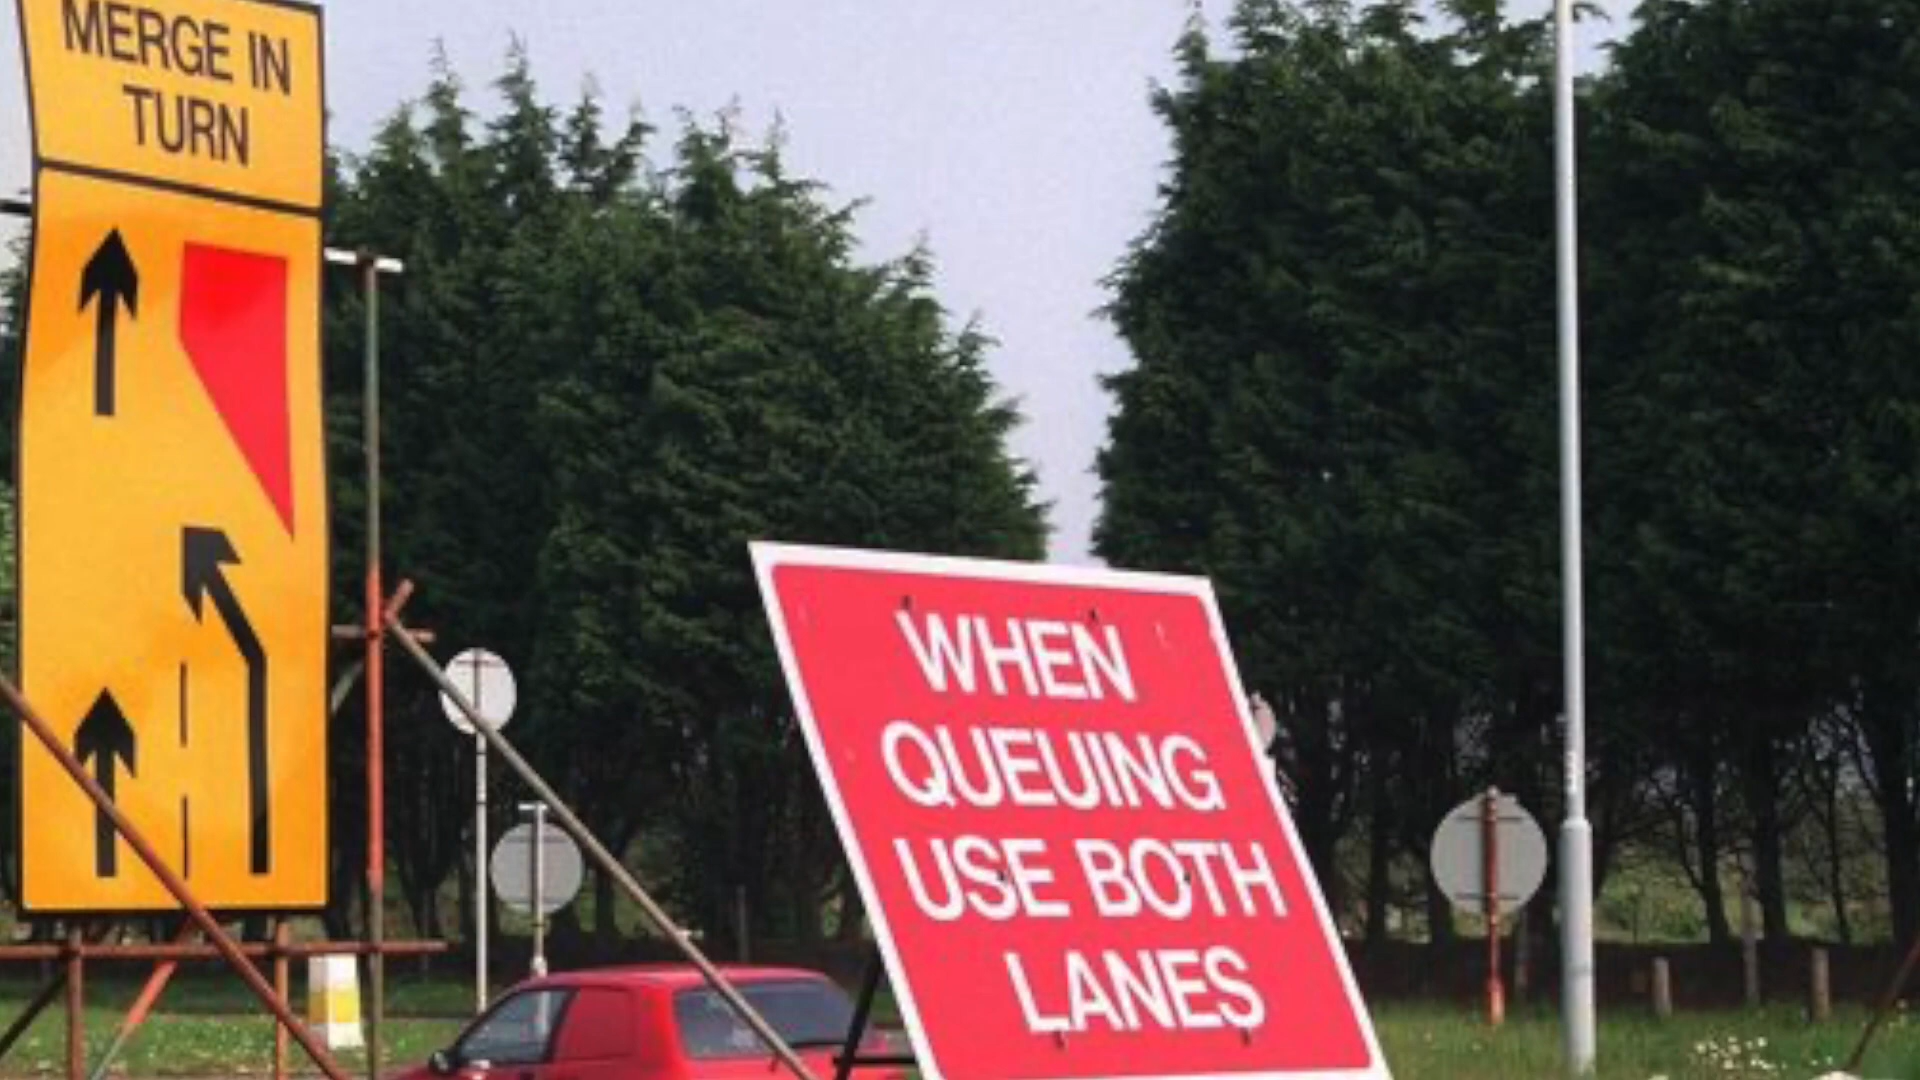 MERGE IN
TURN
WHEN
QUEUING
USE BOTH
LANES